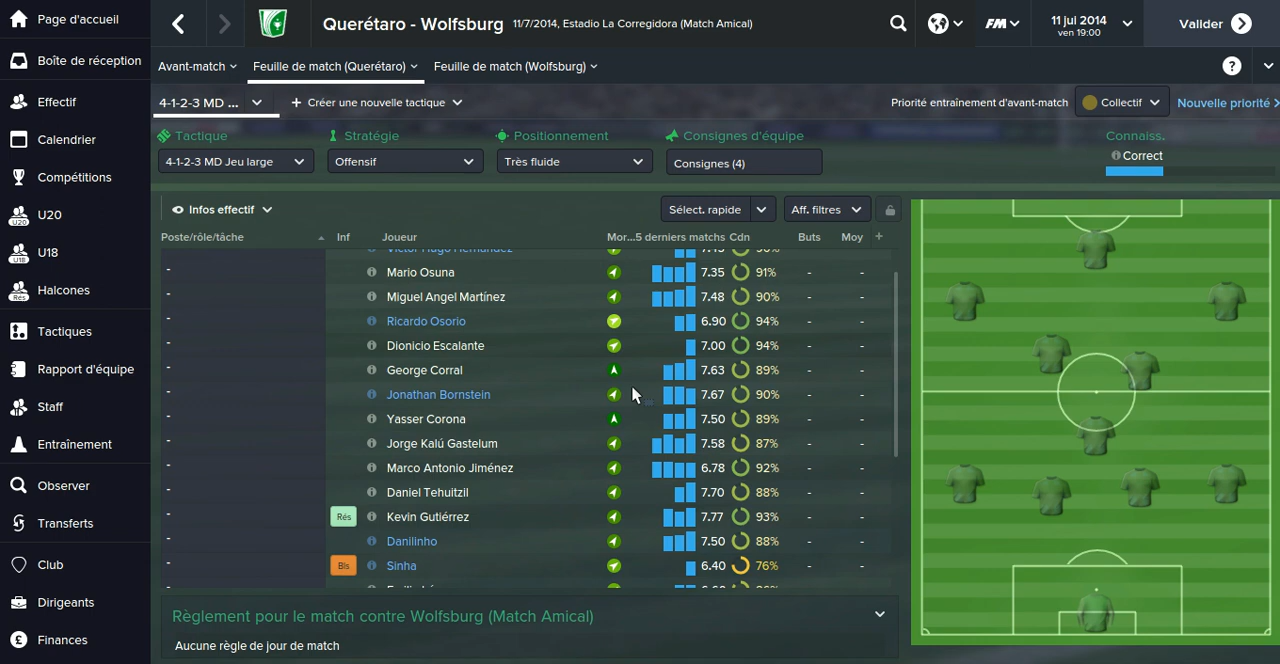 Page d'accueil
Boîte de réception
Effectif
Calendrier
Compétitions
U20
U20
U18
U18
Halcones
Rés
Tactiques
Rapport d'équipe
Staff
Entraînement
Observer
Transferts
Club
Dirigeants
Finances
Querétaro - Wolfsburg 11/7/2014, Estadio La Corregidora (Match Amical)
FM
11 jui 2014
ven 19:00
Valider
Avant-match Feuille de match (Querétaro) Feuille de match (Wolfsburg) ?
4-1-2-3 MD ... + Créer une nouvelle tactique
Priorité entraînement d'avant-match Collectif Nouvelle priorité
Tactique Stratégie Positionnement Consignes d'équipe Connaiss.
4-1-2-3 MD Jeu large Offensif Très fluide Consignes (4) Correct
Infos effectif Sélect. rapide Aff. filtres
Poste/rôle/tâche Inf Joueur Mor... 5 derniers matchs Cdn Buts Moy +
- Mario Osuna 7.35 91% - -
- Miguel Angel Martínez 7.48 90% - -
- Ricardo Osorio 6.90 94% - -
- Dionicio Escalante 7.00 94% - -
- George Corral 7.63 89% - -
- Jonathan Bornstein 7.67 90% - -
- Yasser Corona 7.50 89% - -
- Jorge Kalú Gastelum 7.58 87% - -
- Marco Antonio Jiménez 6.78 92% - -
- Daniel Tehuitzil 7.70 88% - -
- Rés Kevin Gutiérrez 7.77 93% - -
- Danilinho 7.50 88% - -
- Bls Sinha 6.40 76% - -
Règlement pour le match contre Wolfsburg (Match Amical)
Aucune règle de jour de match